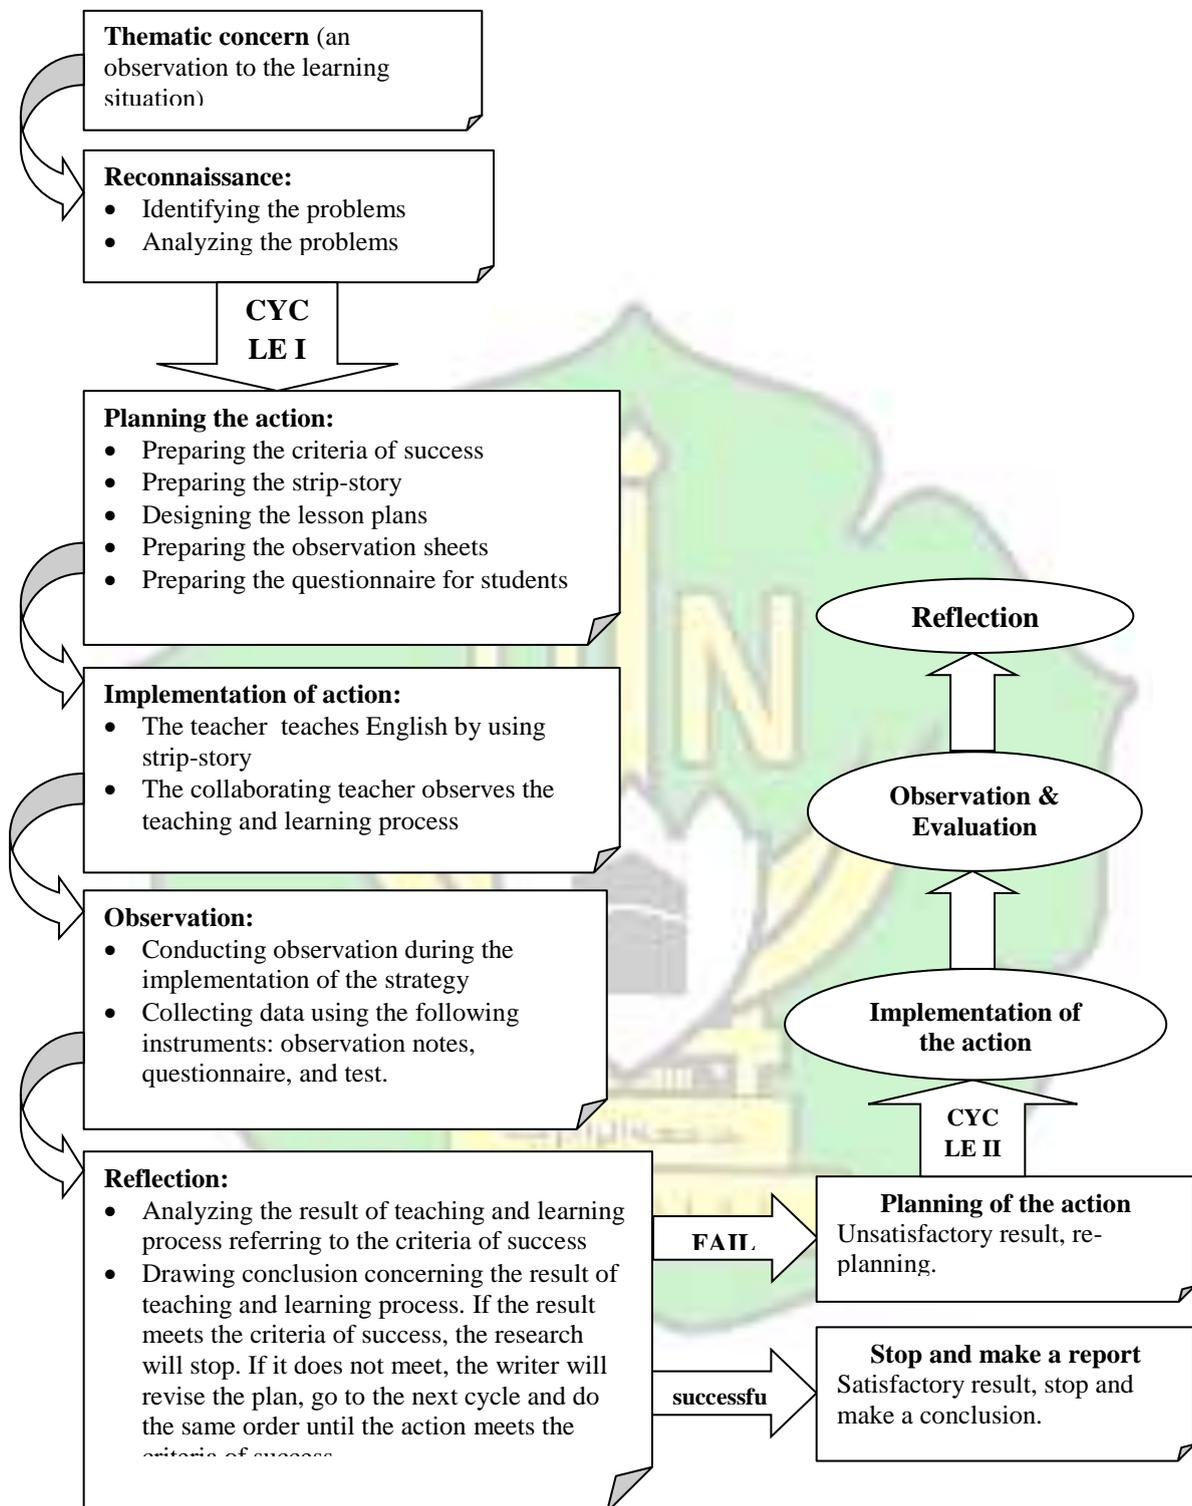 Thematic concern (an
observation to the learning
situation)
Reconnaissance:
• Identifying the problems
• Analyzing the problems
CYC
LE I
Planning the action:
• Preparing the criteria of success
• Preparing the strip-story
• Designing the lesson plans
• Preparing the observation sheets
• Preparing the questionnaire for students
Implementation of action:
• The teacher teaches English by using
strip-story
• The collaborating teacher observes the
teaching and learning process
Observation:
• Conducting observation during the
implementation of the strategy
• Collecting data using the following
instruments: observation notes,
questionnaire, and test.
Reflection:
• Analyzing the result of teaching and learning
process referring to the criteria of success
• Drawing conclusion concerning the result of
teaching and learning process. If the result
meets the criteria of success, the research
will stop. If it does not meet, the writer will
revise the plan, go to the next cycle and do
the same order until the action meets the
criteria of success
FAIL
Planning of the action
Unsatisfactory result, re-
planning.
successfu
Stop and make a report
Satisfactory result, stop and
make a conclusion.
CYC
LE II
Implementation of
the action
Observation &
Evaluation
Reflection
N